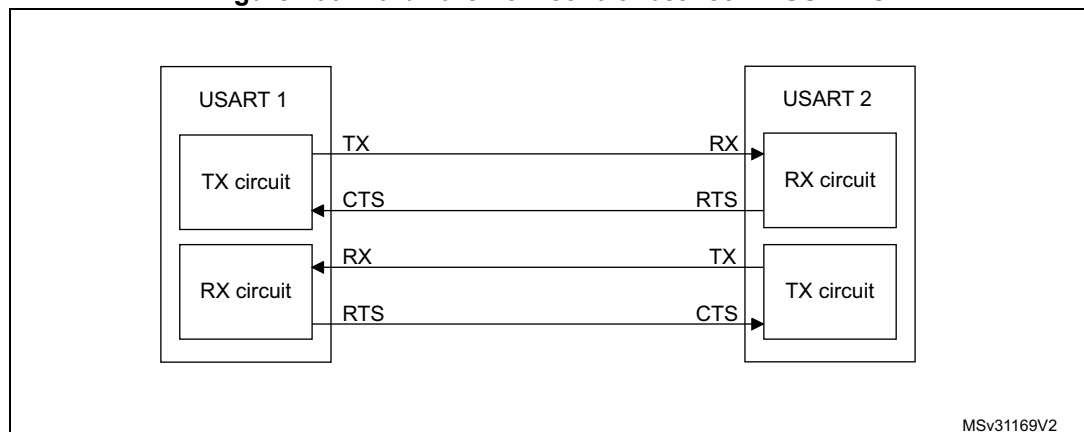 USART 1
USART 2
TX circuit
TX
RX
RX circuit
CTS
RTS
RX circuit
RX
TX
TX circuit
RTS
CTS
MSv31169V2